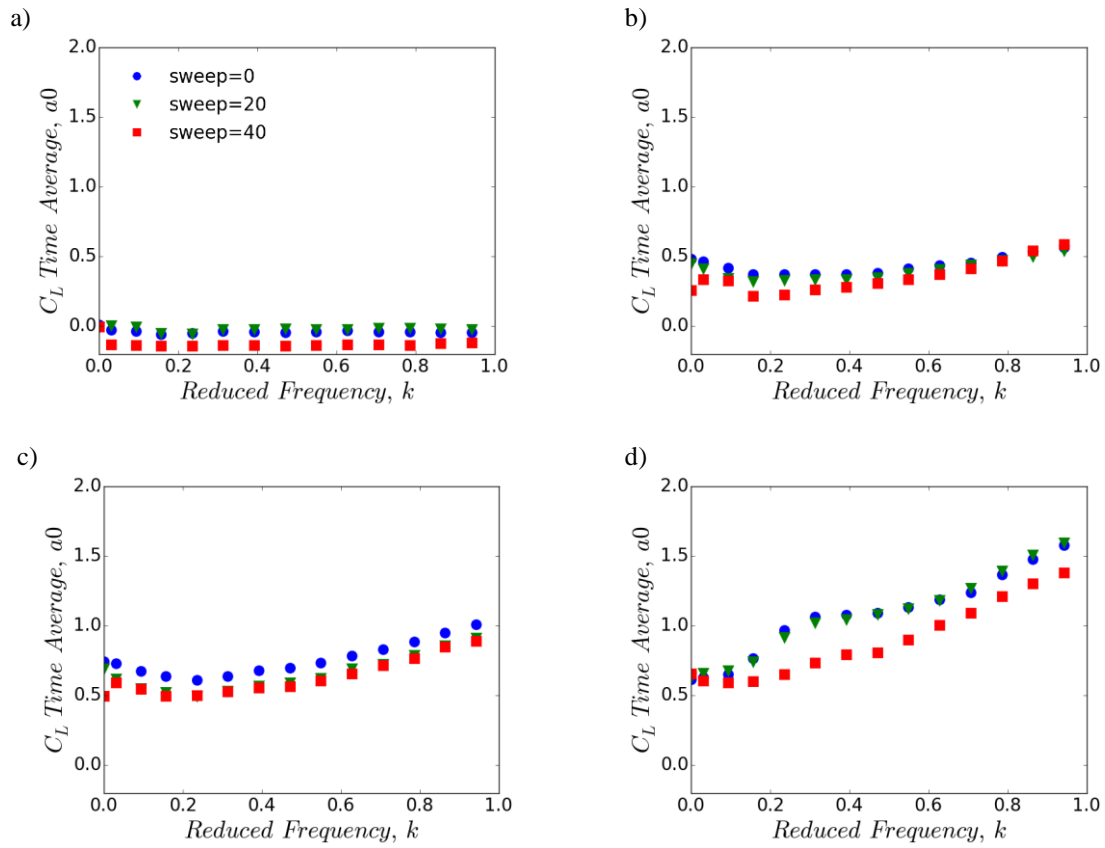 a)
2.0
1.5
1.0
0.5
0.0
C_L Time Average, a0
sweep=0
sweep=20
sweep=40
0.0 0.2 0.4 0.6 0.8 1.0
Reduced Frequency, k
b)
2.0
1.5
1.0
0.5
0.0
C_L Time Average, a0
0.0 0.2 0.4 0.6 0.8 1.0
Reduced Frequency, k
c)
2.0
1.5
1.0
0.5
0.0
C_L Time Average, a0
0.0 0.2 0.4 0.6 0.8 1.0
Reduced Frequency, k
d)
2.0
1.5
1.0
0.5
0.0
C_L Time Average, a0
0.0 0.2 0.4 0.6 0.8 1.0
Reduced Frequency, k